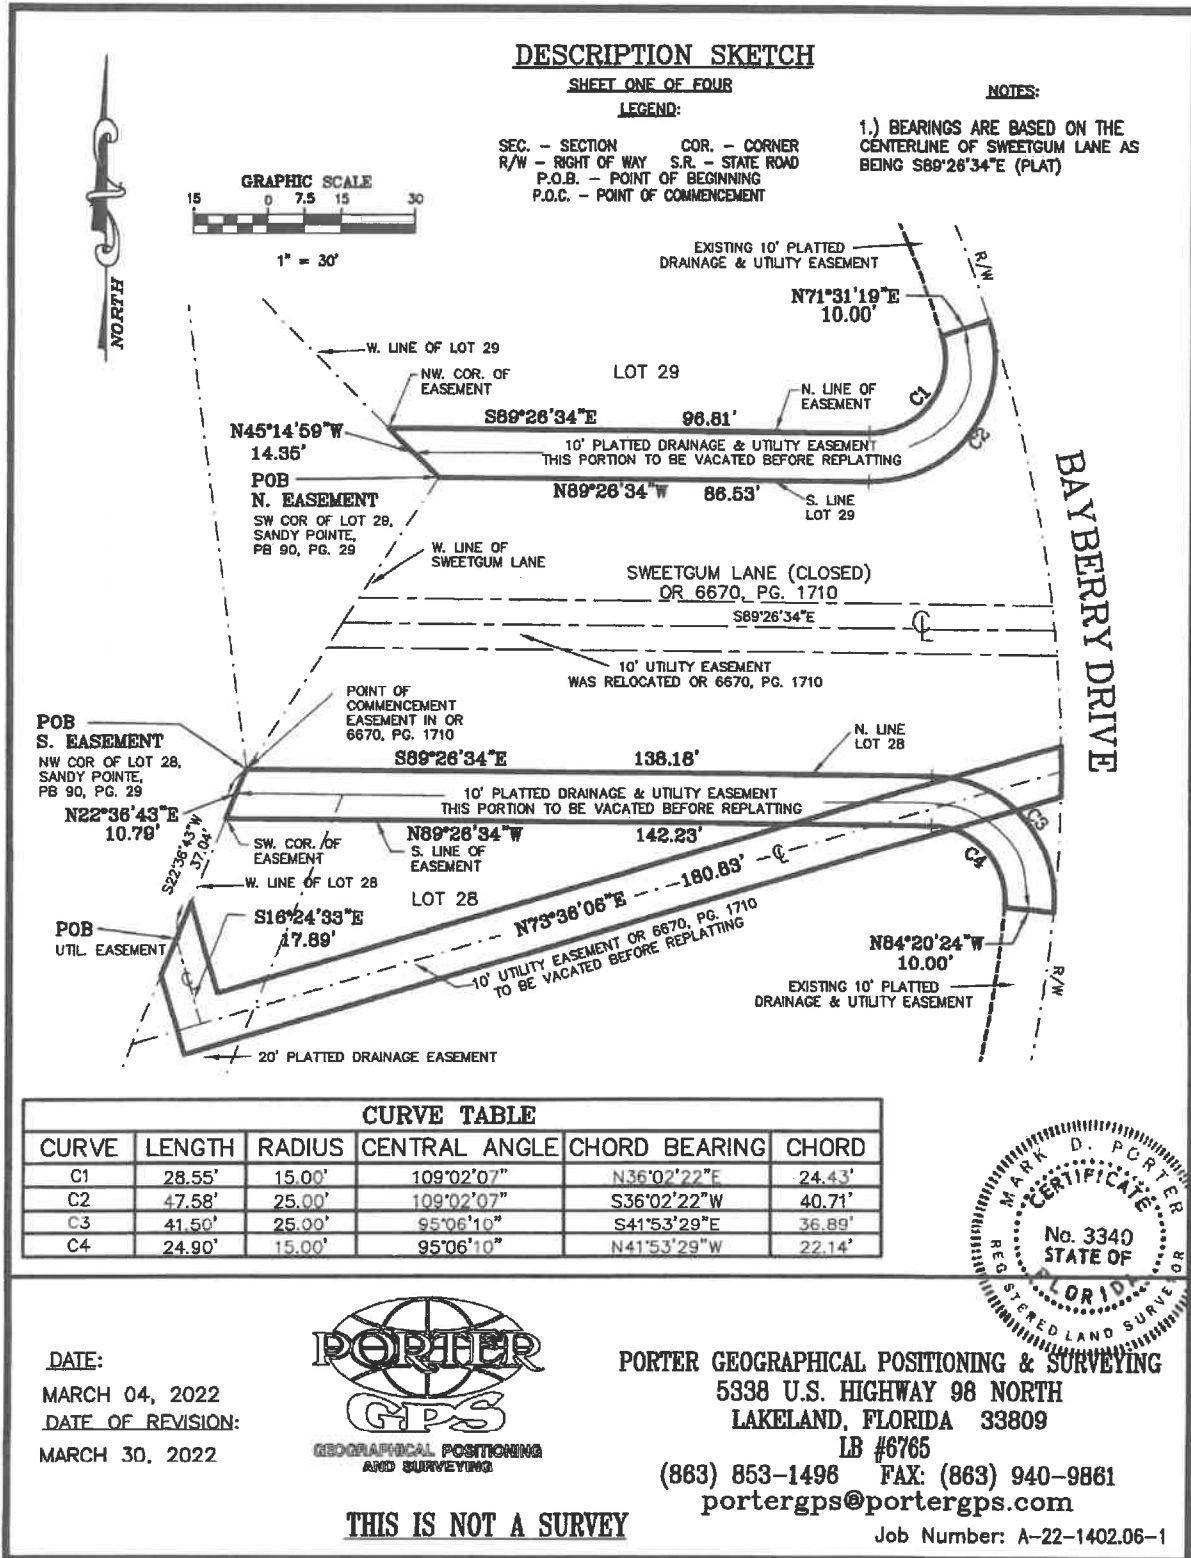 DESCRIPTION SKETCH
SHEET ONE OF FOUR
LEGEND:
SEC. – SECTION COR. – CORNER
R/W – RIGHT OF WAY S.R. – STATE ROAD
P.O.B. – POINT OF BEGINNING
P.O.C. – POINT OF COMMENCEMENT
NOTES:
1.) BEARINGS ARE BASED ON THE
CENTERLINE OF SWEETGUM LANE AS
BEING S89°26'34"E (PLAT)
NORTH
GRAPHIC SCALE
15 0 7.5 15 30
1" = 30'
EXISTING 10' PLATTED
DRAINAGE & UTILITY EASEMENT
R/W
N71°31'19"E
10.00'
W. LINE OF LOT 29
NW. COR. OF
EASEMENT
LOT 29
N. LINE OF
EASEMENT
C1
C2
S89°26'34"E 96.81'
N45°14'59"W
14.35'
10' PLATTED DRAINAGE & UTILITY EASEMENT
THIS PORTION TO BE VACATED BEFORE REPLATTING
POB
N. EASEMENT
SW COR OF LOT 29,
SANDY POINTE,
PB 90, PG. 29
N89°26'34"W 86.53'
S. LINE
LOT 29
W. LINE OF
SWEETGUM LANE
SWEETGUM LANE (CLOSED)
OR 6670, PG. 1710
S89°26'34"E
CL
BAYBERRY DRIVE
10' UTILITY EASEMENT
WAS RELOCATED OR 6670, PG. 1710
POINT OF
COMMENCEMENT
EASEMENT IN OR
6670, PG. 1710
POB
S. EASEMENT
NW COR OF LOT 28,
SANDY POINTE,
PB 90, PG. 29
N22°36'43"E
10.79'
S89°26'34"E 138.18'
N. LINE
LOT 28
10' PLATTED DRAINAGE & UTILITY EASEMENT
THIS PORTION TO BE VACATED BEFORE REPLATTING
N89°26'34"W 142.23'
SW. COR. OF
EASEMENT
S. LINE OF
EASEMENT
C3
C4
S22°36'43"W
37.04'
W. LINE OF LOT 28
LOT 28
POB
UTIL. EASEMENT
S16°24'33"E
17.89'
CL
N73°36'06"E 180.83' CL
10' UTILITY EASEMENT OR 6670, PG. 1710
TO BE VACATED BEFORE REPLATTING
N84°20'24"W
10.00'
EXISTING 10' PLATTED
DRAINAGE & UTILITY EASEMENT
R/W
20' PLATTED DRAINAGE EASEMENT
CURVE TABLE
CURVE LENGTH RADIUS CENTRAL ANGLE CHORD BEARING CHORD
C1 28.55' 15.00' 109°02'07" N36°02'22"E 24.43'
C2 47.58' 25.00' 109°02'07" S36°02'22"W 40.71'
C3 41.50' 25.00' 95°06'10" S41°53'29"E 36.89'
C4 24.90' 15.00' 95°06'10" N41°53'29"W 22.14'
MARK D. PORTER
CERTIFICATE
No. 3340
STATE OF
FLORIDA
REGISTERED LAND SURVEYOR
DATE:
MARCH 04, 2022
DATE OF REVISION:
MARCH 30, 2022
PORTER
GPS
GEOGRAPHICAL POSITIONING
AND SURVEYING
PORTER GEOGRAPHICAL POSITIONING & SURVEYING
5338 U.S. HIGHWAY 98 NORTH
LAKELAND, FLORIDA 33809
LB #6765
(863) 853-1496 FAX: (863) 940-9861
portergps@portergps.com
THIS IS NOT A SURVEY
Job Number: A-22-1402.06-1